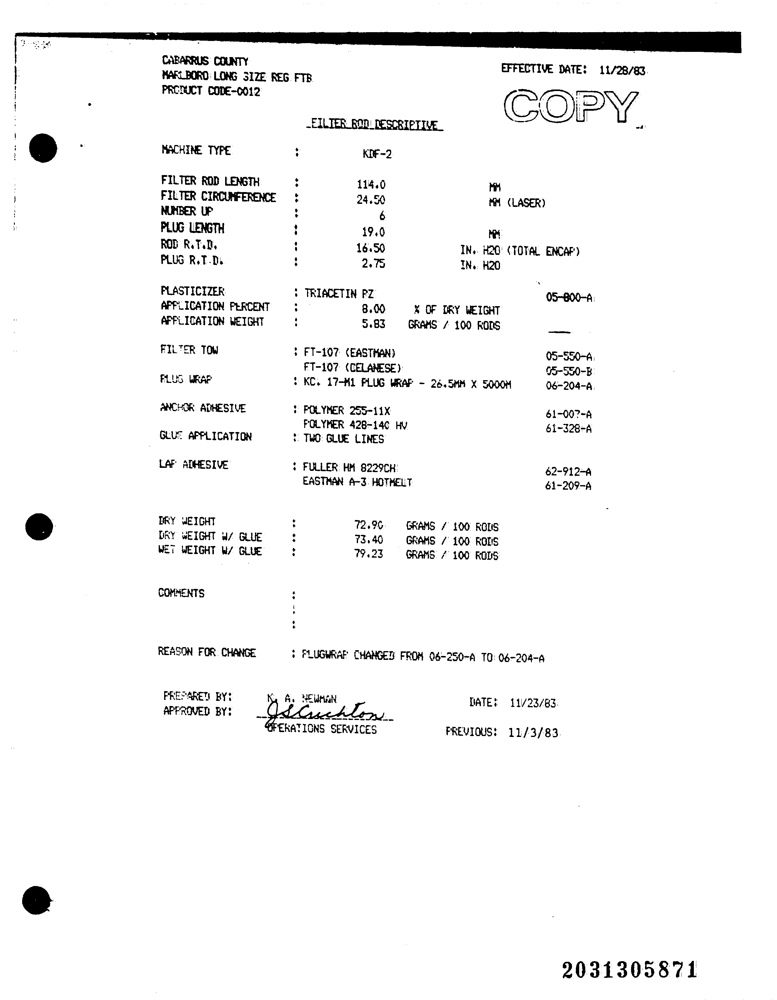 CABARRUS COUNTY
MARLBORO LONG SIZE REG FTB
PRODUCT CODE-0012
EFFECTIVE DATE: 11/28/83
COPY
FILTER ROD DESCRIPTIVE
MACHINE TYPE : KDF-2
FILTER ROD LENGTH : 114.0 MM
FILTER CIRCUMFERENCE : 24.50 MM (LASER)
NUMBER UP : 6
PLUG LENGTH : 19.0 MM
ROD R.T.D. : 16.50 IN. H2O (TOTAL ENCAP)
PLUG R.T.D. : 2.75 IN. H2O
PLASTICIZER : TRIACETIN PZ 05-800-A
APPLICATION PERCENT : 8.00 % OF DRY WEIGHT
APPLICATION WEIGHT : 5.83 GRAMS / 100 RODS
FILTER TOW : FT-107 (EASTMAN) 05-550-A
FT-107 (CELANESE) 05-550-B
PLUG WRAP : KC. 17-M1 PLUG WRAP - 26.5MM X 5000M 06-204-A
ANCHOR ADHESIVE : POLYMER 255-11X 61-007-A
POLYMER 428-14C HV 61-328-A
GLUE APPLICATION : TWO GLUE LINES
LAP ADHESIVE : FULLER HM 8229CH 62-912-A
EASTMAN A-3 HOTMELT 61-209-A
DRY WEIGHT : 72.90 GRAMS / 100 RODS
DRY WEIGHT W/ GLUE : 73.40 GRAMS / 100 RODS
WET WEIGHT W/ GLUE : 79.23 GRAMS / 100 RODS
COMMENTS :
:
:
REASON FOR CHANGE : PLUGWRAP CHANGED FROM 06-250-A TO 06-204-A
PREPARED BY: K. A. NEWMAN DATE: 11/23/83
APPROVED BY: J S Crichton
OPERATIONS SERVICES PREVIOUS: 11/3/83
2031305871